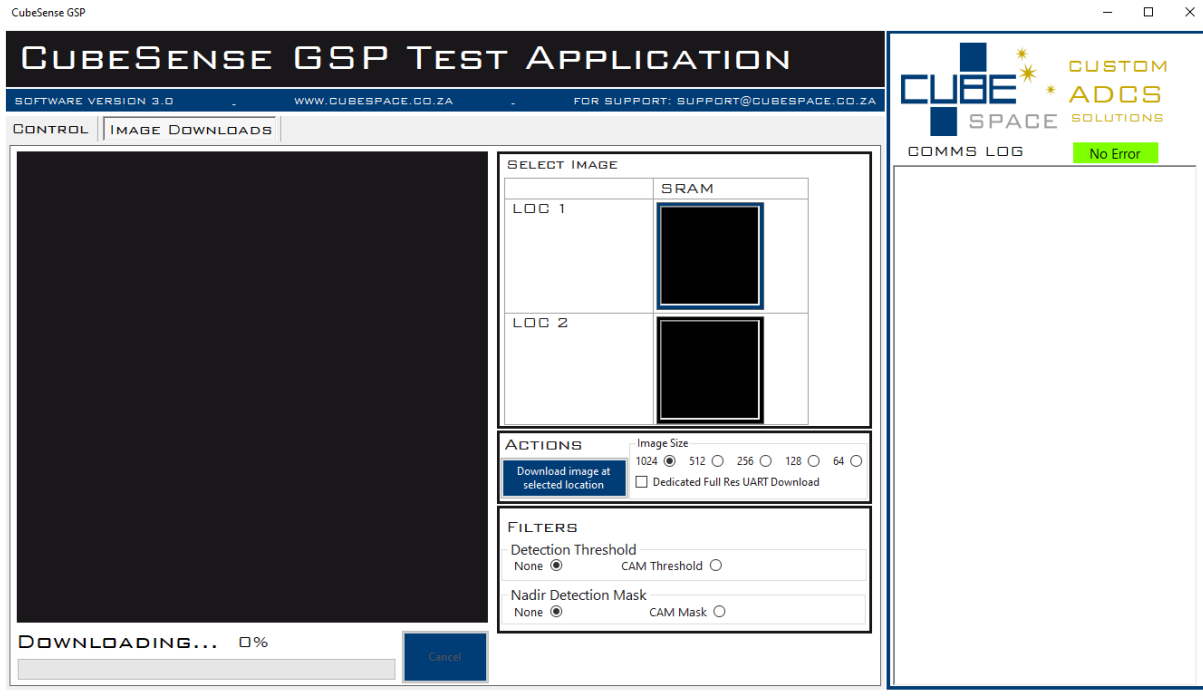 CubeSense GSP
CubeSense GSP Test Application
SOFTWARE VERSION 3.0 - WWW.CUBESPACE.CO.ZA - FOR SUPPORT: SUPPORT@CUBESPACE.CO.ZA
CUBE SPACE
CUSTOM
ADCS
SOLUTIONS
Control Image Downloads
COMMS LOG No Error
Select Image
SRAM
LOC 1
LOC 2
Actions
Download image at
selected location
Image Size
1024 512 256 128 64
Dedicated Full Res UART Download
Filters
Detection Threshold
None CAM Threshold
Nadir Detection Mask
None CAM Mask
Downloading... 0%
Cancel